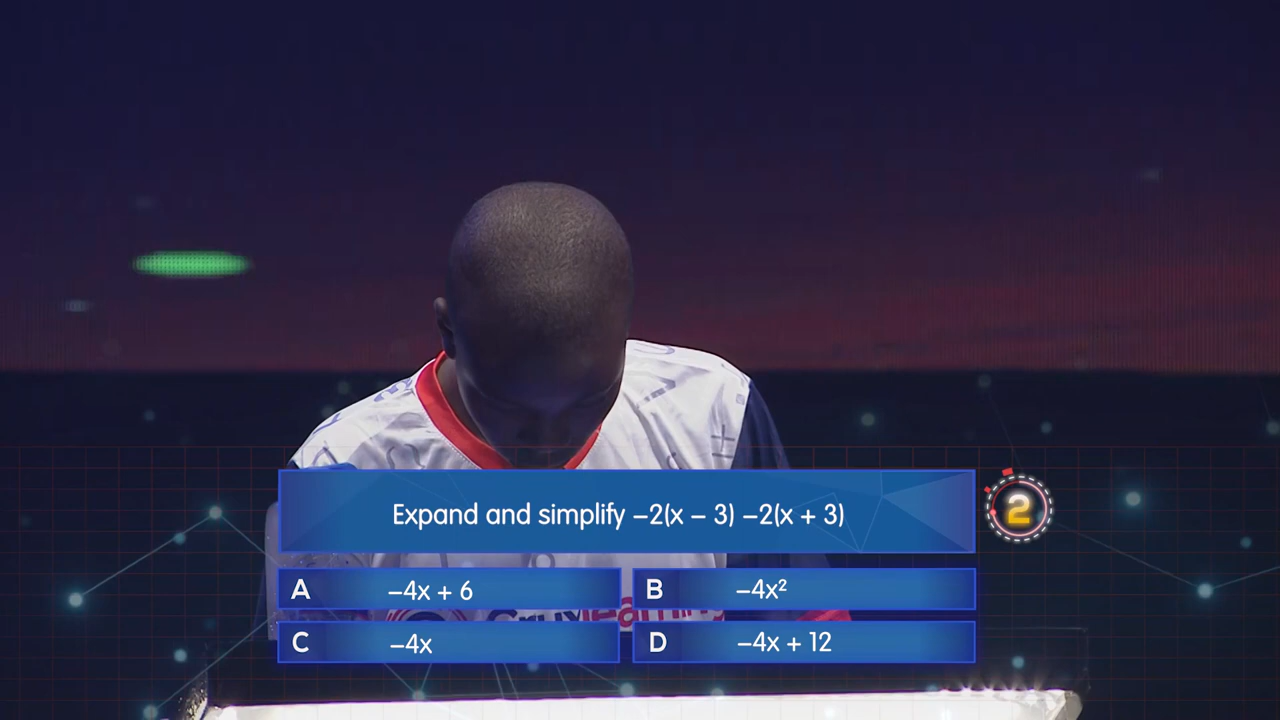 Expand and simplify –2(x – 3) –2(x + 3)
2
A –4x + 6
B –4x²
C –4x
D –4x + 12